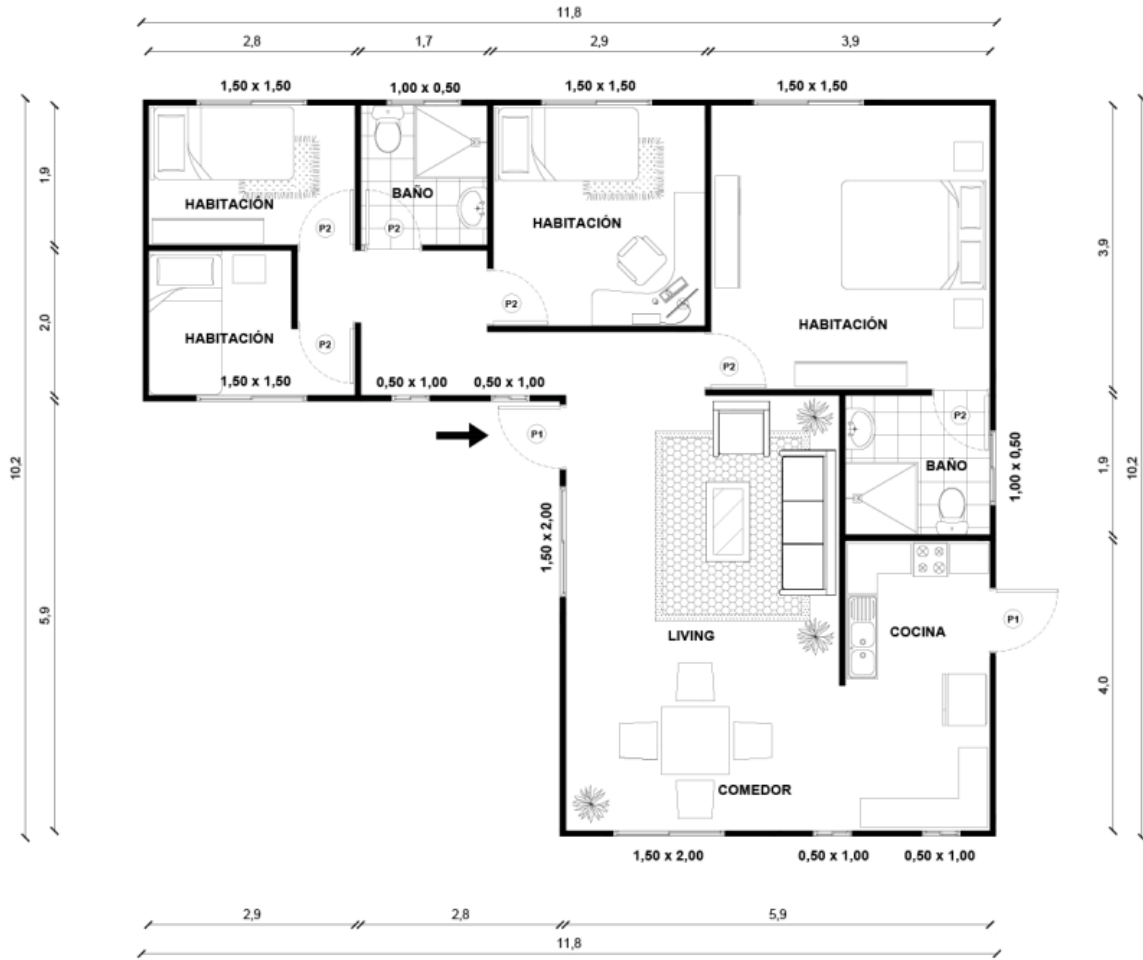 11,8
2,8
1,7
2,9
3,9
1,50 x 1,50
1,00 x 0,50
1,50 x 1,50
1,50 x 1,50
1,9
BAÑO
HABITACIÓN
HABITACIÓN
P2
P2
3,9
P2
2,0
HABITACIÓN
HABITACIÓN
P2
P2
1,50 x 1,50
0,50 x 1,00
0,50 x 1,00
P2
P1
BAÑO
1,00 x 0,50
1,9
10,2
10,2
1,50 x 2,00
5,9
LIVING
COCINA
P1
4,0
COMEDOR
1,50 x 2,00
0,50 x 1,00
0,50 x 1,00
2,9
2,8
5,9
11,8